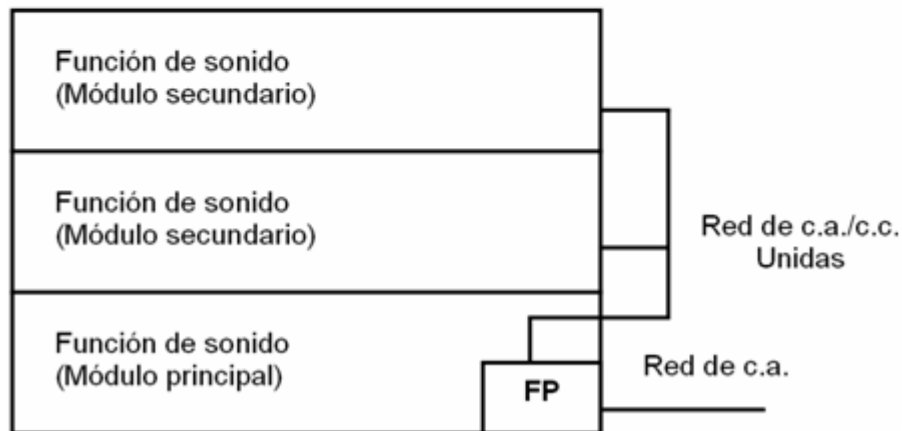 Función de sonido
(Módulo secundario)
Función de sonido
(Módulo secundario)
Red de c.a./c.c.
Unidas
Función de sonido
(Módulo principal)
FP
Red de c.a.